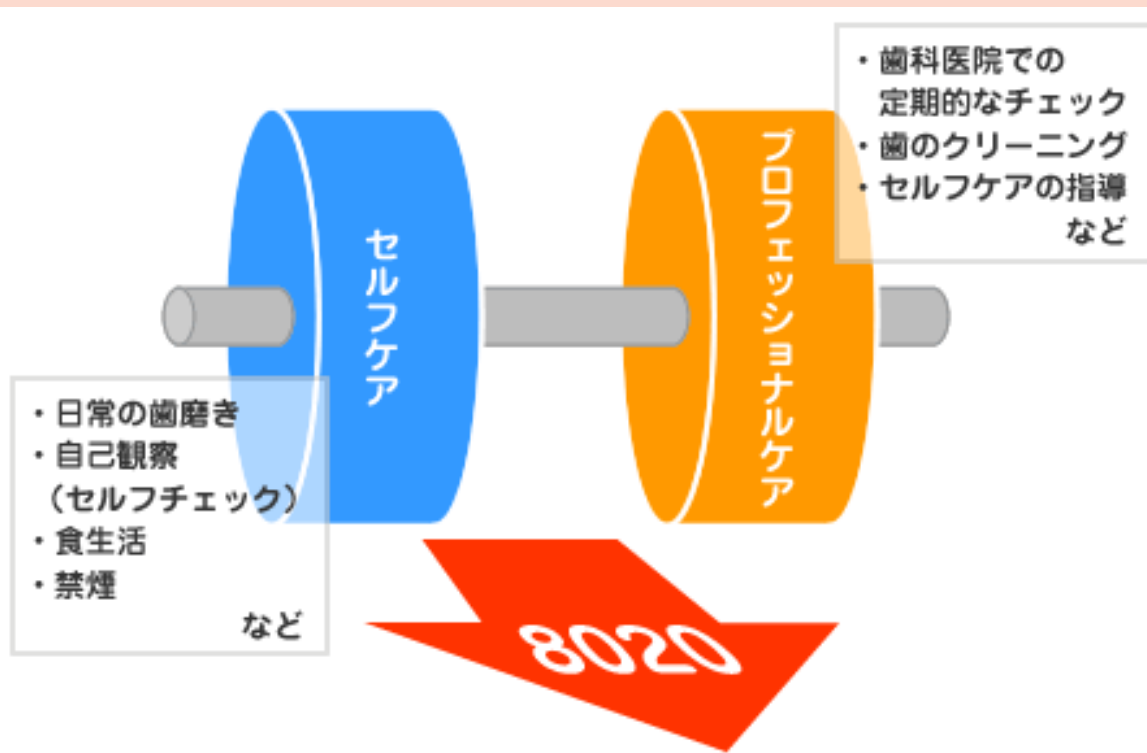 ・歯科医院での
定期的なチェック
・歯のクリーニング
・セルフケアの指導
など
セルフケア
プロフェッショナルケア
・日常の歯磨き
・自己観察
（セルフチェック）
・食生活
・禁煙
など
8020